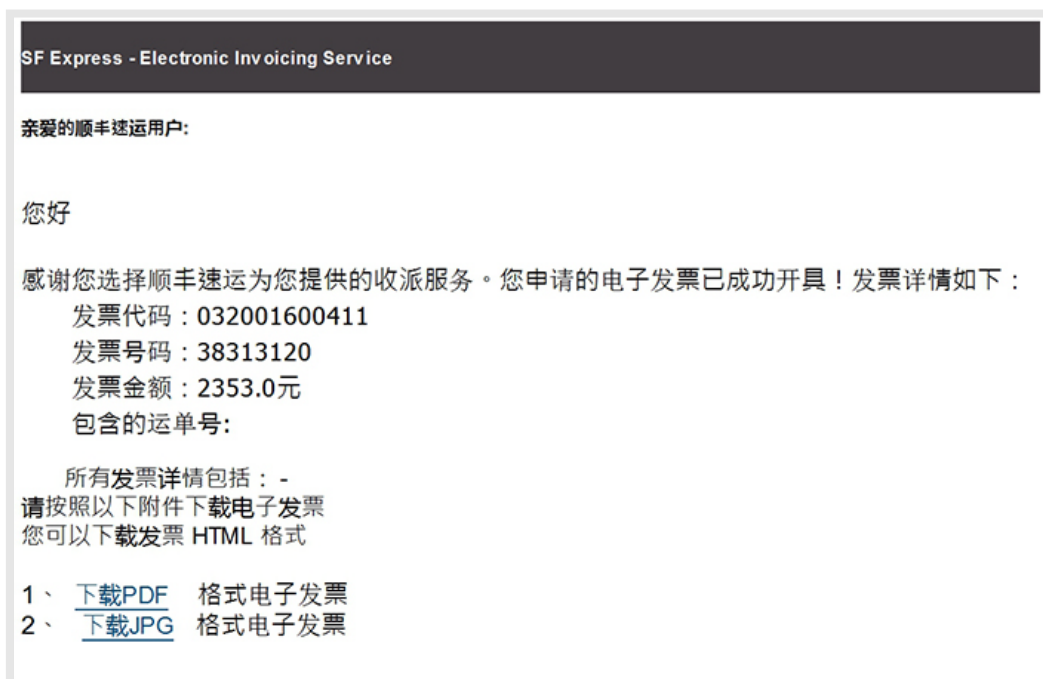 SF Express - Electronic Invoicing Service
亲爱的顺丰速运用户:
您好
感谢您选择顺丰速运为您提供的收派服务。您申请的电子发票已成功开具！发票详情如下：
发票代码：032001600411
发票号码：38313120
发票金额：2353.0元
包含的运单号:
所有发票详情包括： -
请按照以下附件下载电子发票
您可以下载发票 HTML 格式
1、 下载PDF 格式电子发票
2、 下载JPG 格式电子发票